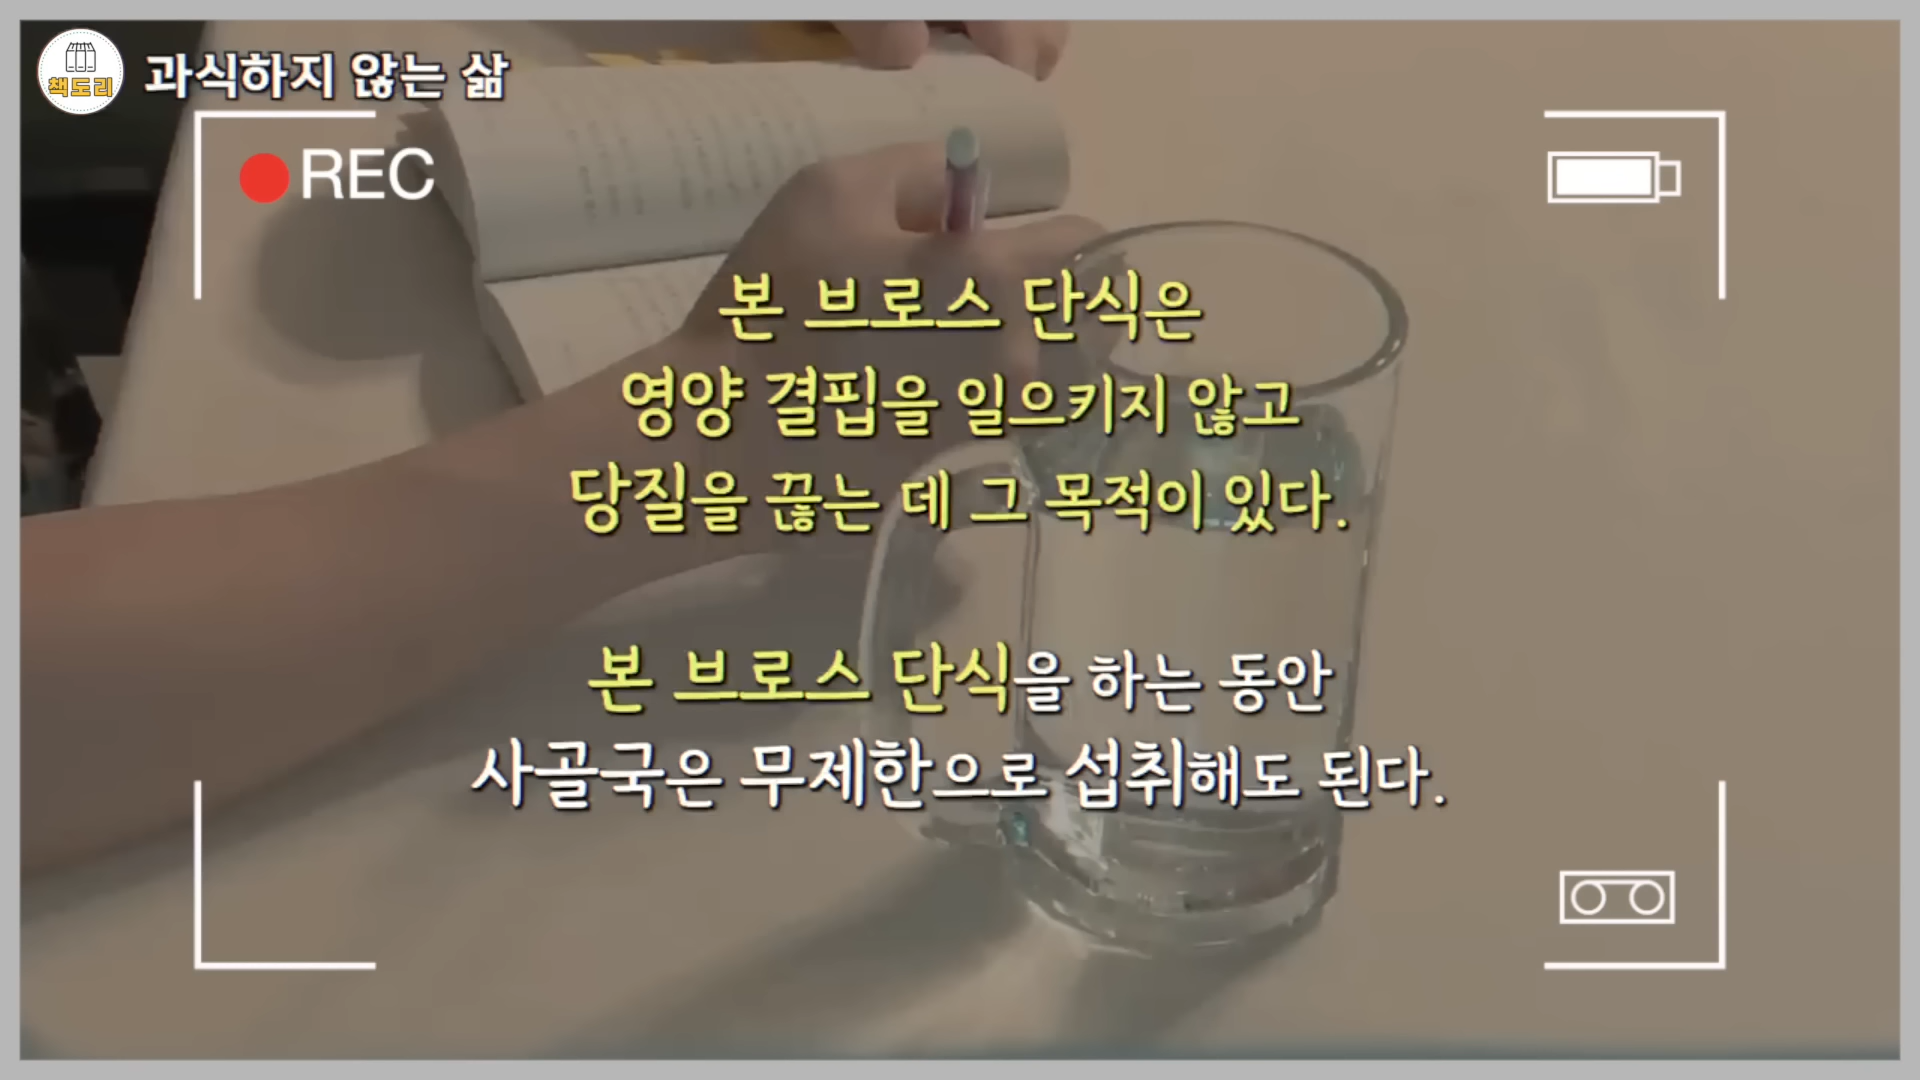 책도리
과식하지 않는 삶
REC
본 브로스 단식은
영양 결핍을 일으키지 않고
당질을 끊는 데 그 목적이 있다.
본 브로스 단식을 하는 동안
사골국은 무제한으로 섭취해도 된다.